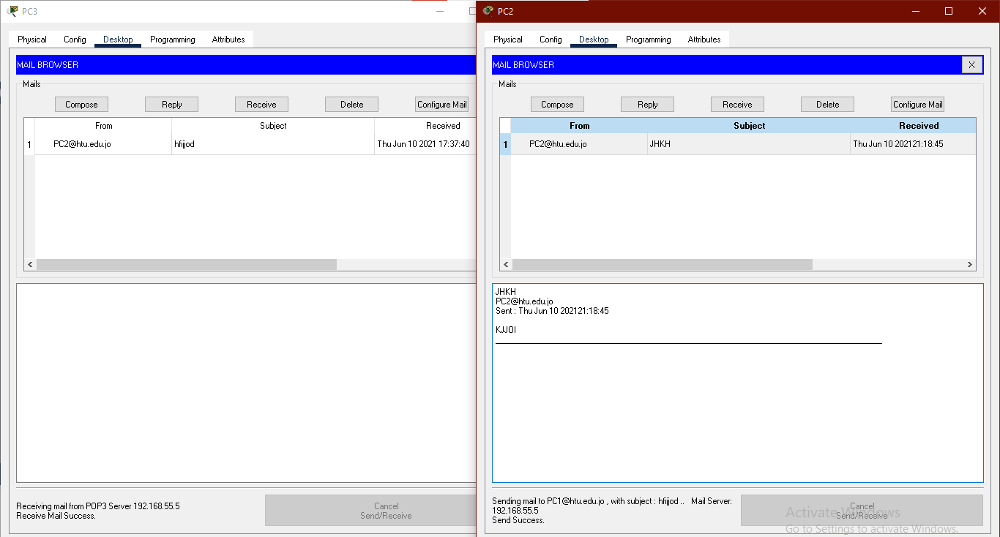 PC3
Physical Config Desktop Programming Attributes
MAIL BROWSER
Mails
Compose Reply Receive Delete Configure Mail
From Subject Received
1 PC2@htu.edu.jo hfijjod Thu Jun 10 2021 17:37:40
Receiving mail from POP3 Server 192.168.55.5
Receive Mail Success.
Cancel
Send/Receive
PC2
Physical Config Desktop Programming Attributes
MAIL BROWSER
X
Mails
Compose Reply Receive Delete Configure Mail
From Subject Received
1 PC2@htu.edu.jo JHKH Thu Jun 10 202121:18:45
JHKH
PC2@htu.edu.jo
Sent : Thu Jun 10 202121:18:45
KJJOI
Sending mail to PC1@htu.edu.jo , with subject : hfijjod .. Mail Server:
192.168.55.5
Send Success.
Cancel
Send/Receive
Activate Windows
Go to Settings to activate Windows.